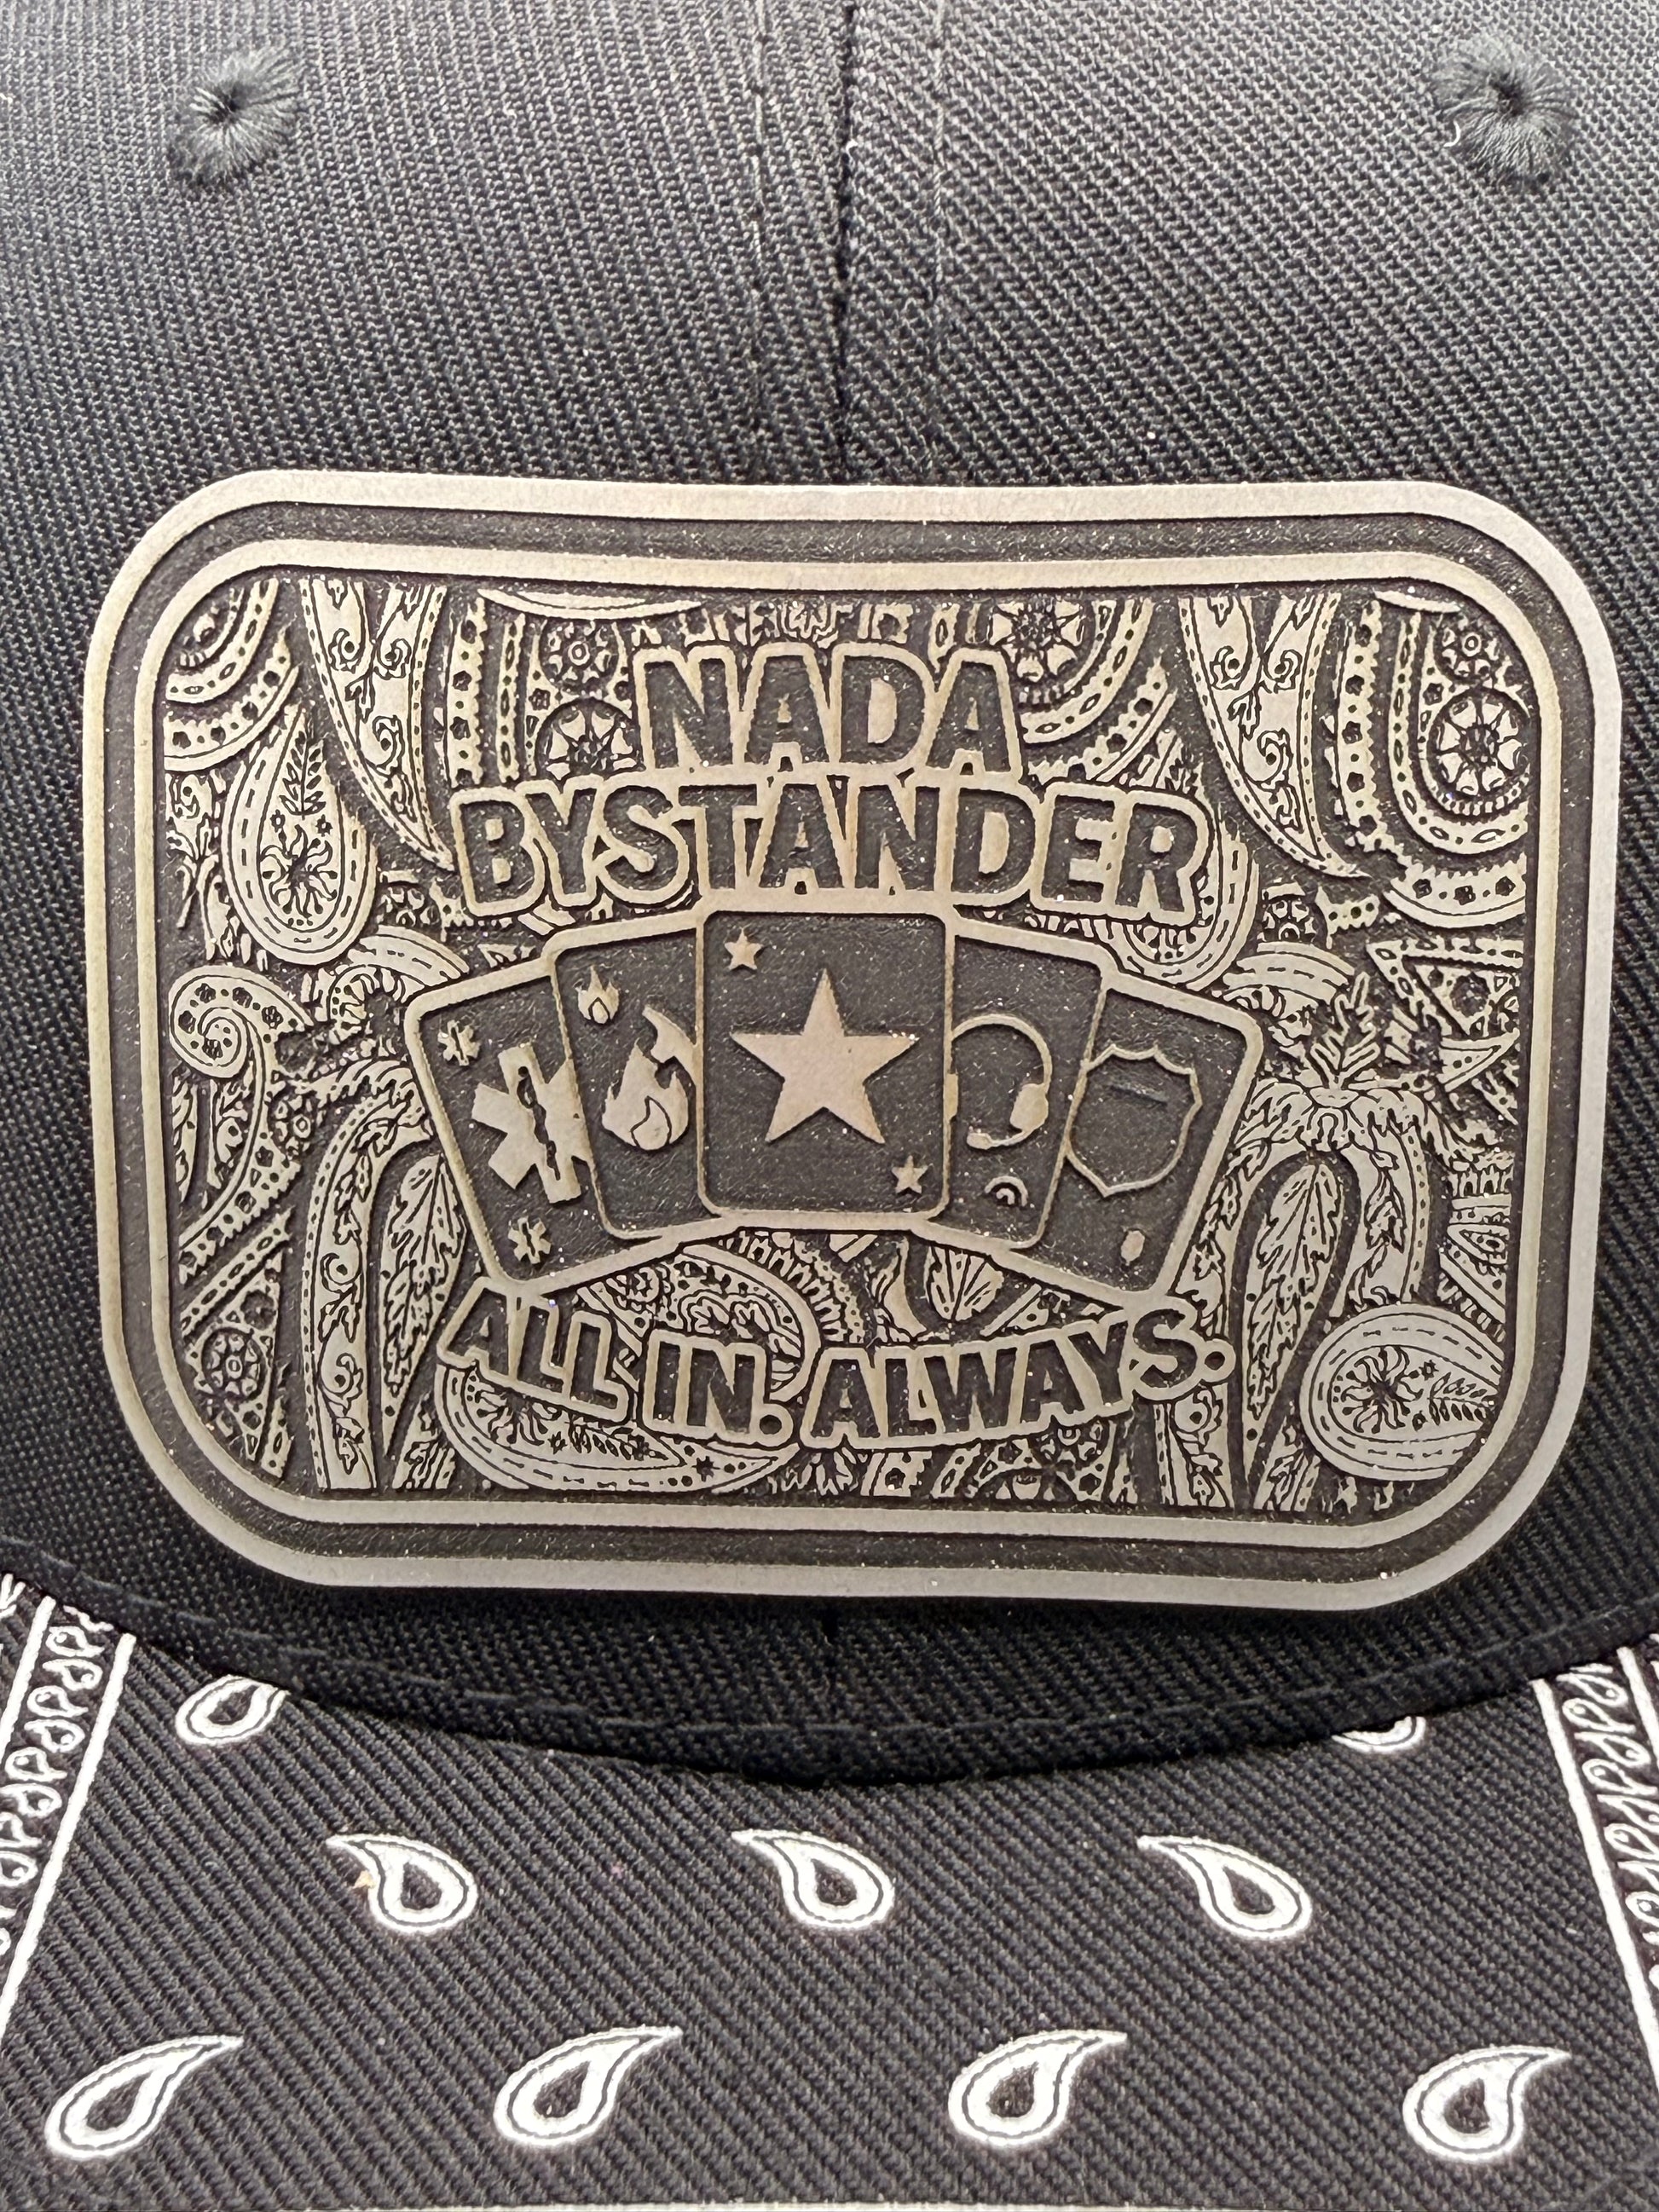 NADA
BYSTANDER
ALL IN. ALWAYS.